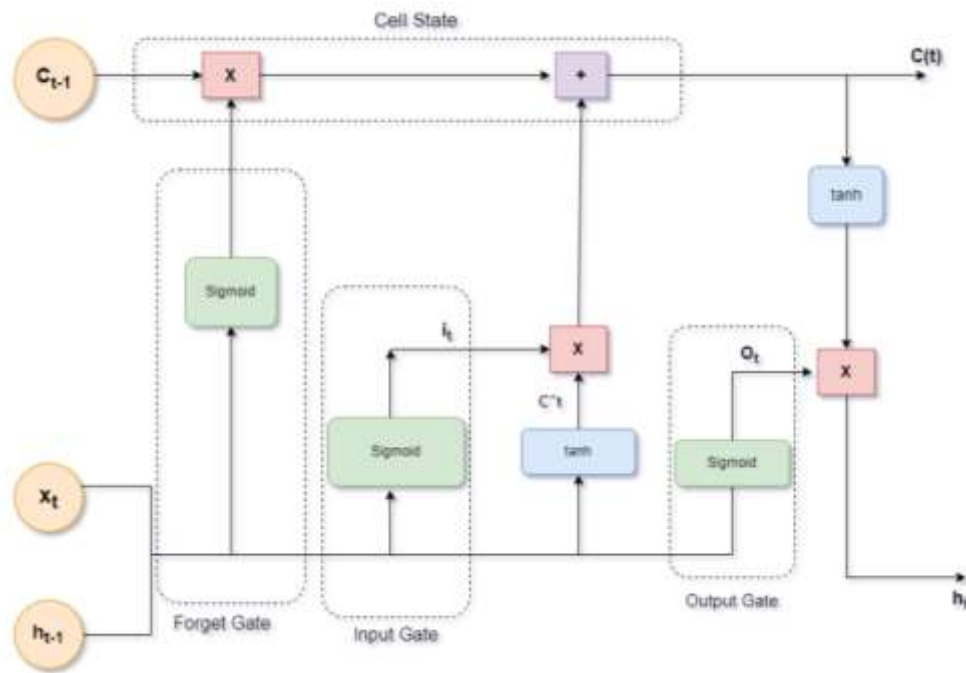 Cell State
C(t)
Ct-1
X
+
tanh
Sigmoid
it
Ot
X
X
C^t
Sigmoid
tanh
Sigmoid
xt
ht
Output Gate
ht-1
Forget Gate
Input Gate